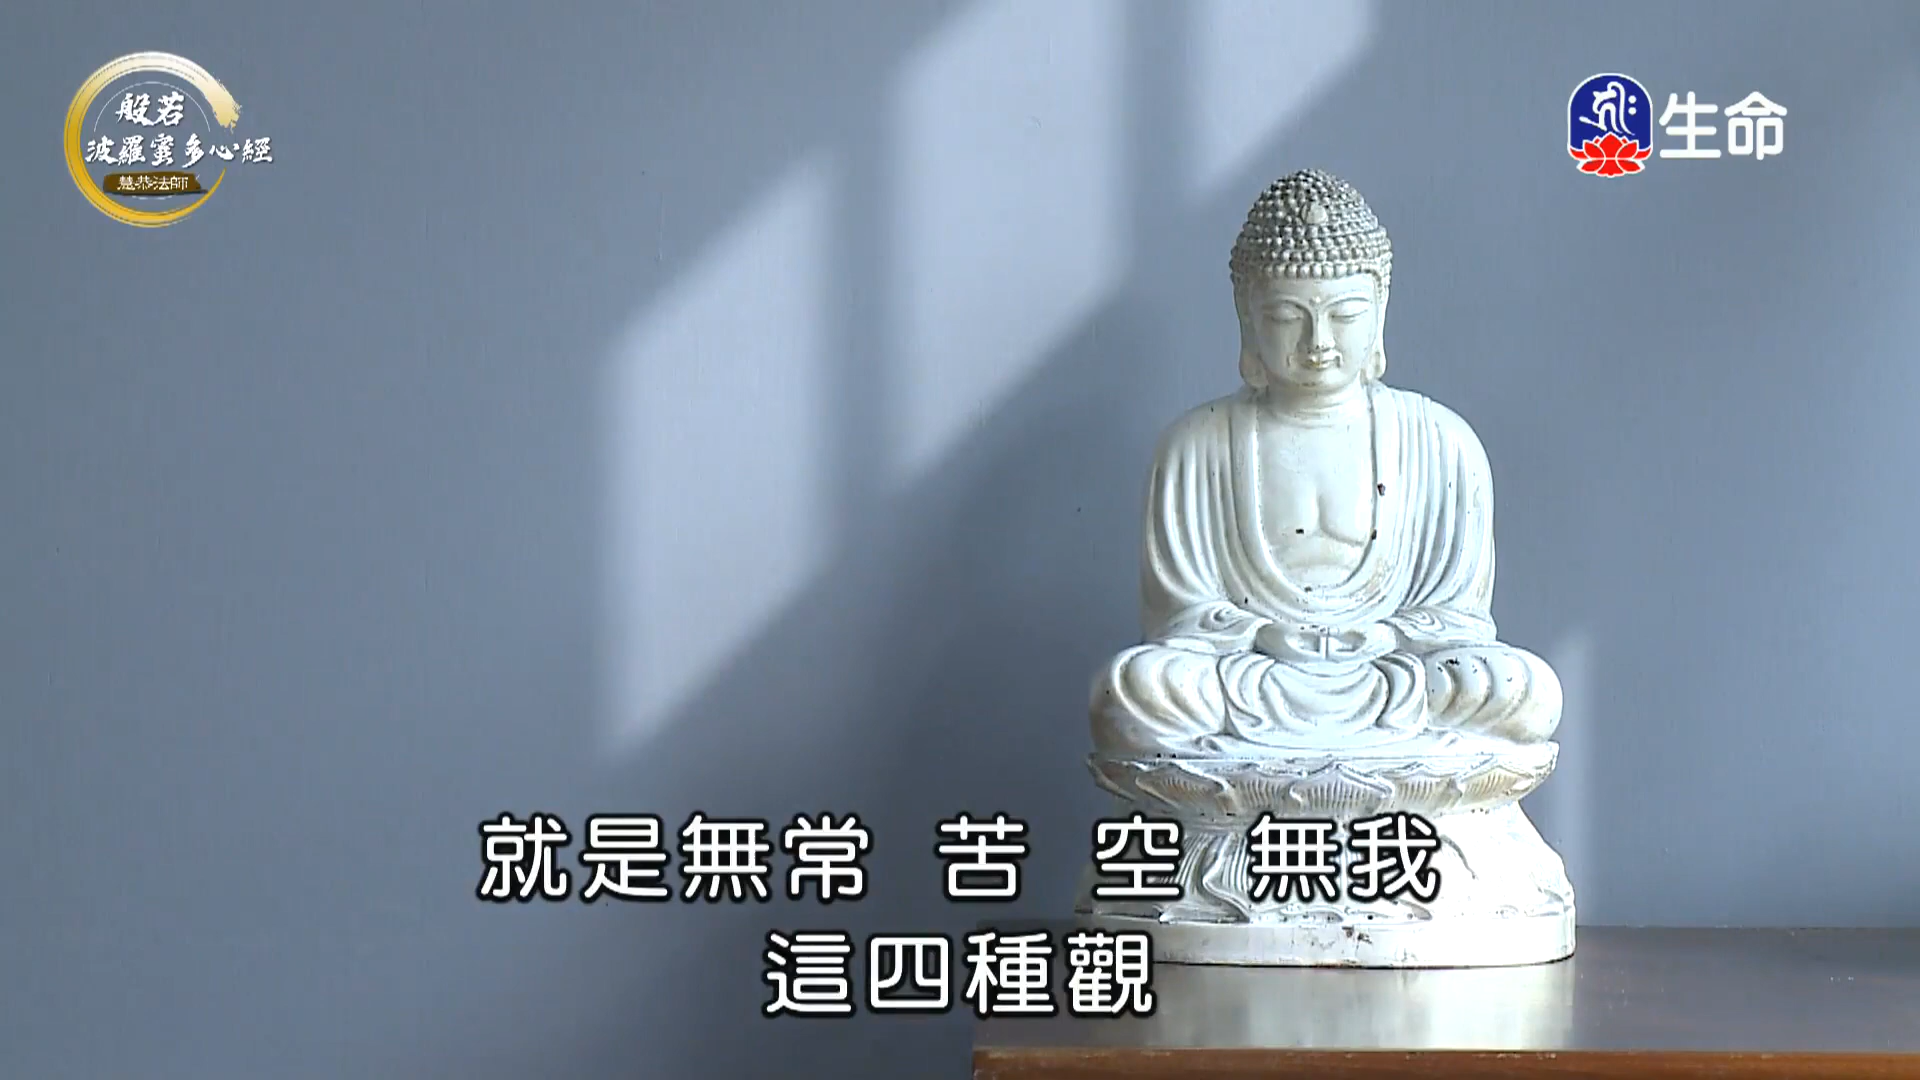 般若
波羅蜜多心經
慧恭法師
生命
就是無常 苦 空 無我
這四種觀